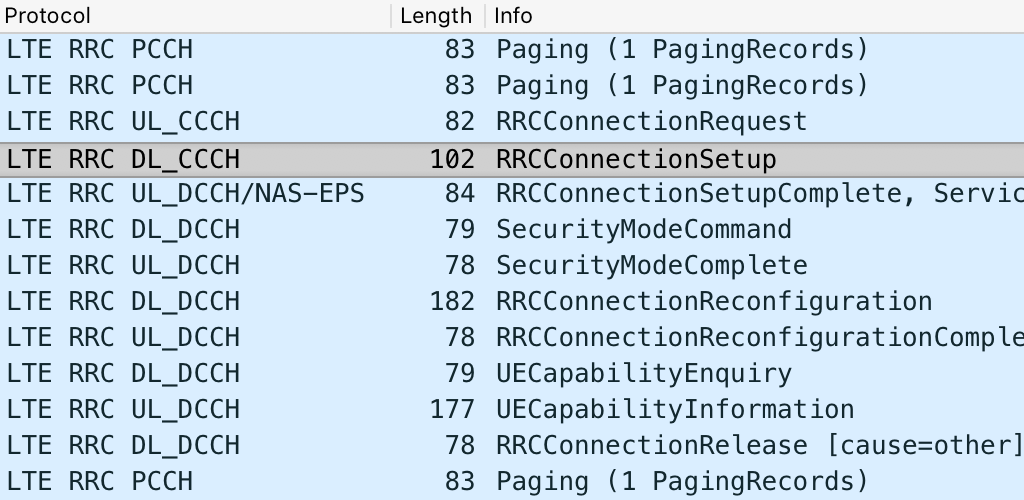 Protocol Length Info
LTE RRC PCCH 83 Paging (1 PagingRecords)
LTE RRC PCCH 83 Paging (1 PagingRecords)
LTE RRC UL_CCCH 82 RRCConnectionRequest
LTE RRC DL_CCCH 102 RRCConnectionSetup
LTE RRC UL_DCCH/NAS-EPS 84 RRCConnectionSetupComplete, Servic
LTE RRC DL_DCCH 79 SecurityModeCommand
LTE RRC UL_DCCH 78 SecurityModeComplete
LTE RRC DL_DCCH 182 RRCConnectionReconfiguration
LTE RRC UL_DCCH 78 RRCConnectionReconfigurationComple
LTE RRC DL_DCCH 79 UECapabilityEnquiry
LTE RRC UL_DCCH 177 UECapabilityInformation
LTE RRC DL_DCCH 78 RRCConnectionRelease [cause=other]
LTE RRC PCCH 83 Paging (1 PagingRecords)